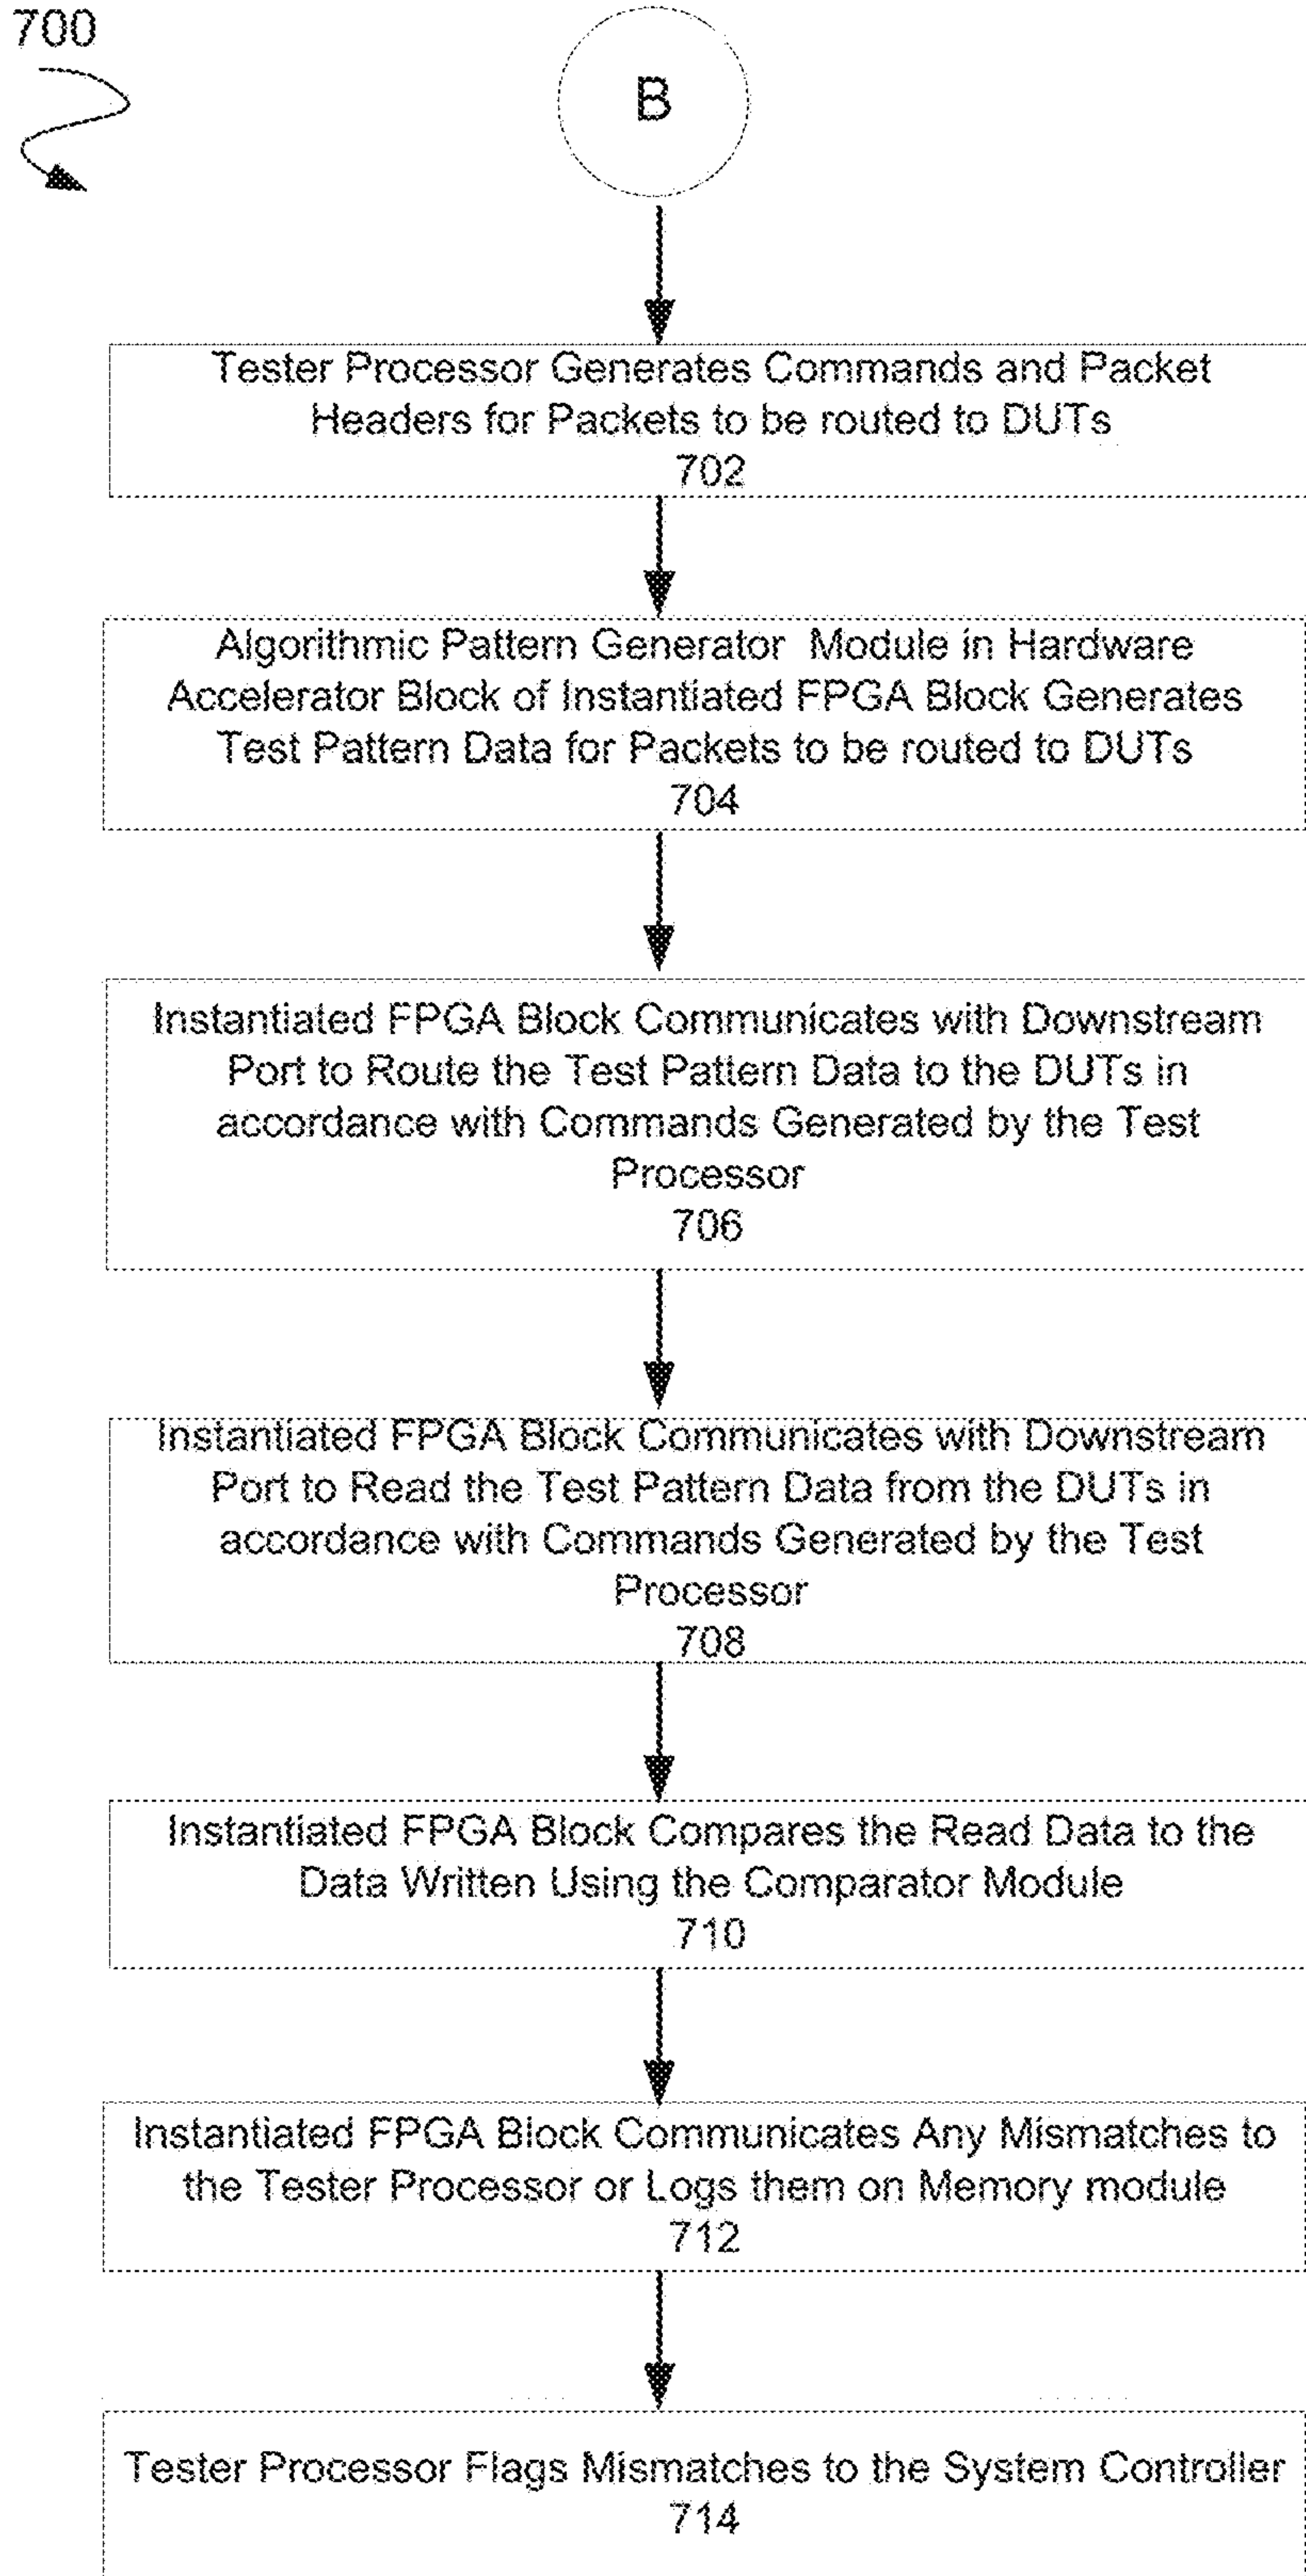 700
B
Tester Processor Generates Commands and Packet
Headers for Packets to be routed to DUTs
702
Algorithmic Pattern Generator Module in Hardware
Accelerator Block of Instantiated FPGA Block Generates
Test Pattern Data for Packets to be routed to DUTs
704
Instantiated FPGA Block Communicates with Downstream
Port to Route the Test Pattern Data to the DUTs in
accordance with Commands Generated by the Test
Processor
706
Instantiated FPGA Block Communicates with Downstream
Port to Read the Test Pattern Data from the DUTs in
accordance with Commands Generated by the Test
Processor
708
Instantiated FPGA Block Compares the Read Data to the
Data Written Using the Comparator Module
710
Instantiated FPGA Block Communicates Any Mismatches to
the Tester Processor or Logs them on Memory module
712
Tester Processor Flags Mismatches to the System Controller
714